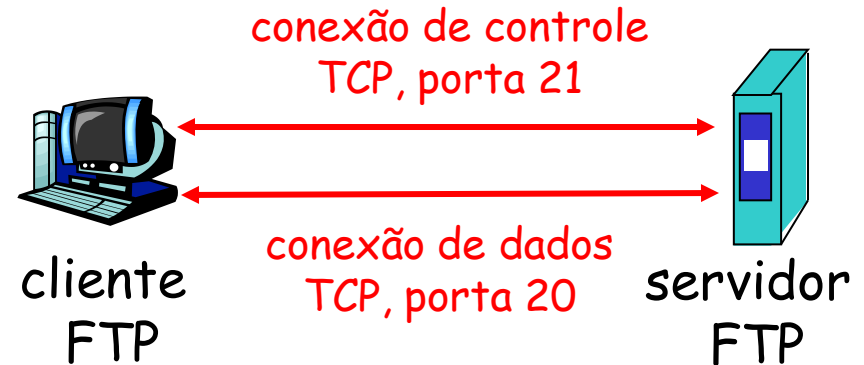 conexão de controle
TCP, porta 21
conexão de dados
TCP, porta 20
cliente
FTP
servidor
FTP